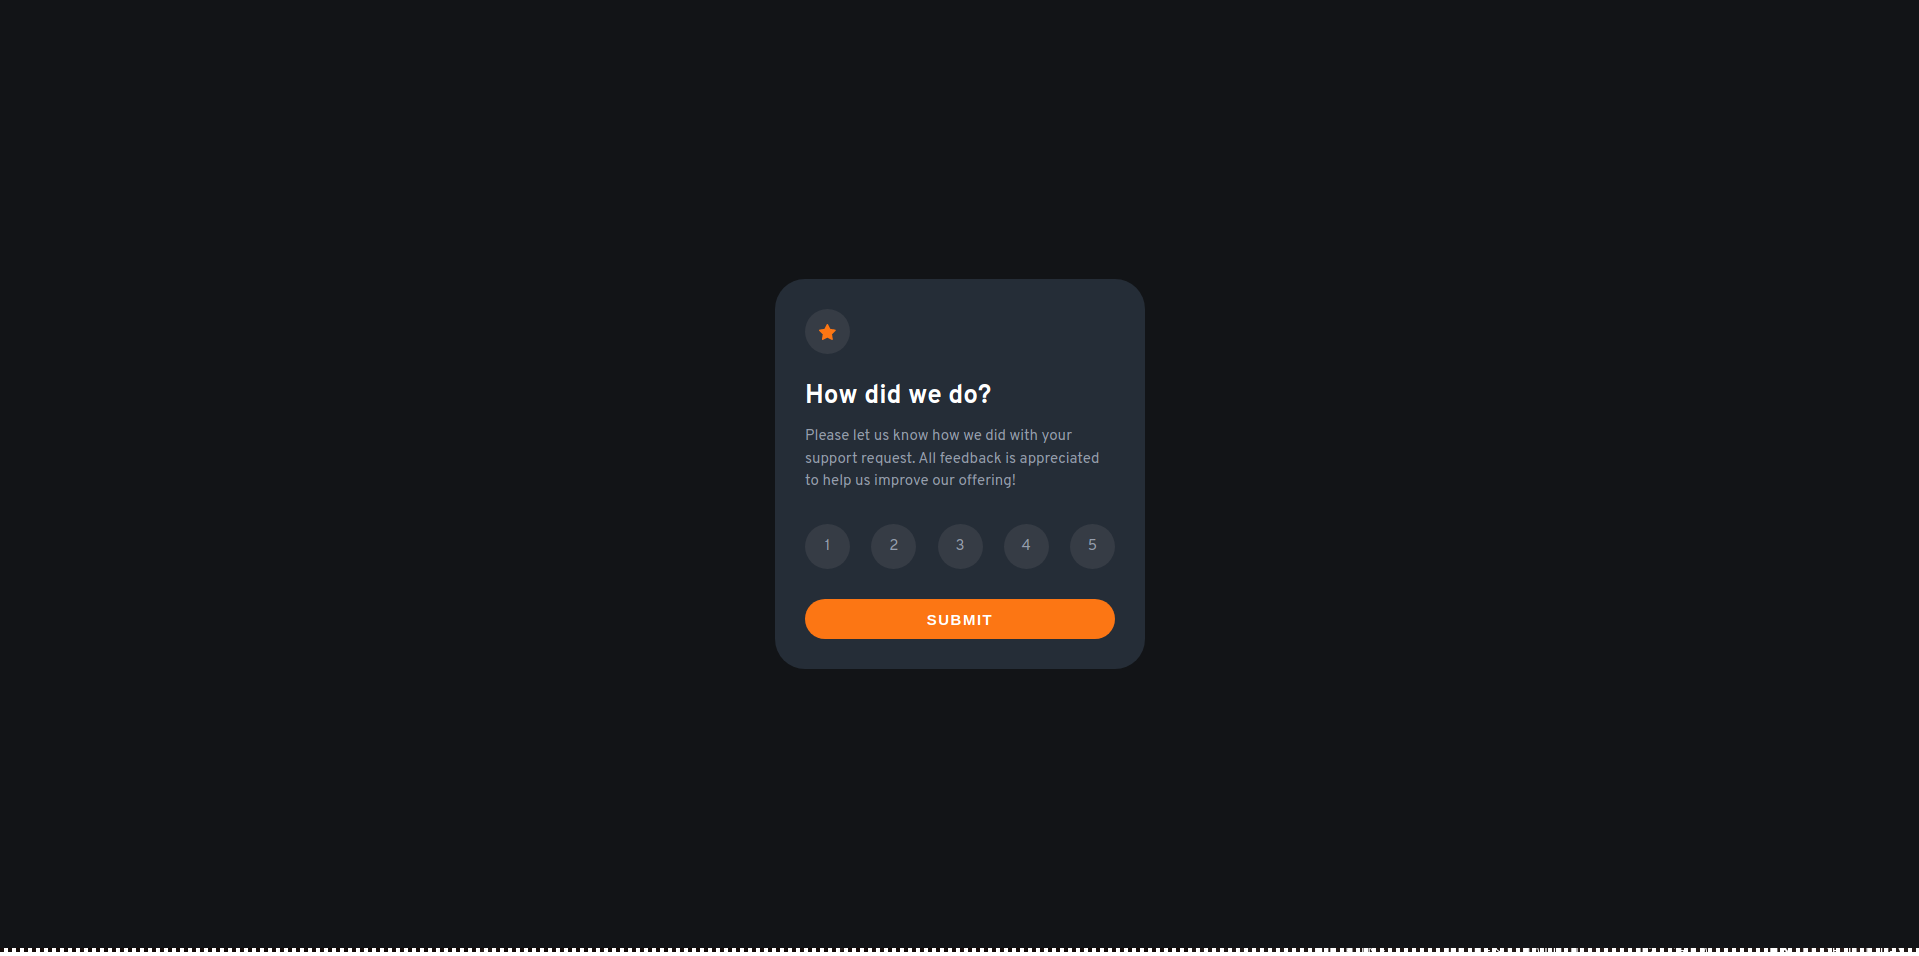 How did we do?
Please let us know how we did with your
support request. All feedback is appreciated
to help us improve our offering!
1 2 3 4 5
SUBMIT